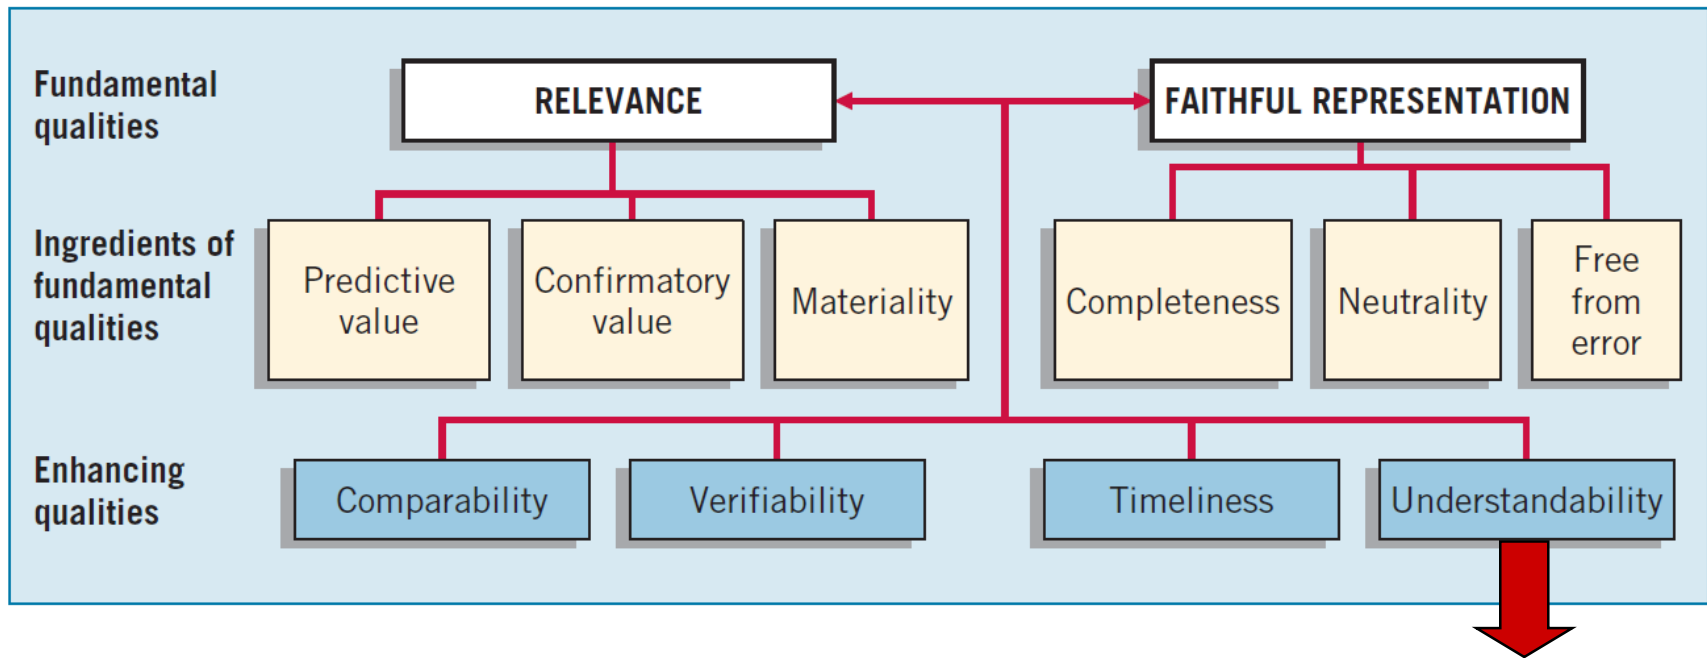 Fundamental
qualities
RELEVANCE
FAITHFUL REPRESENTATION
Ingredients of
fundamental
qualities
Predictive
value
Confirmatory
value
Materiality
Completeness
Neutrality
Free
from
error
Enhancing
qualities
Comparability
Verifiability
Timeliness
Understandability